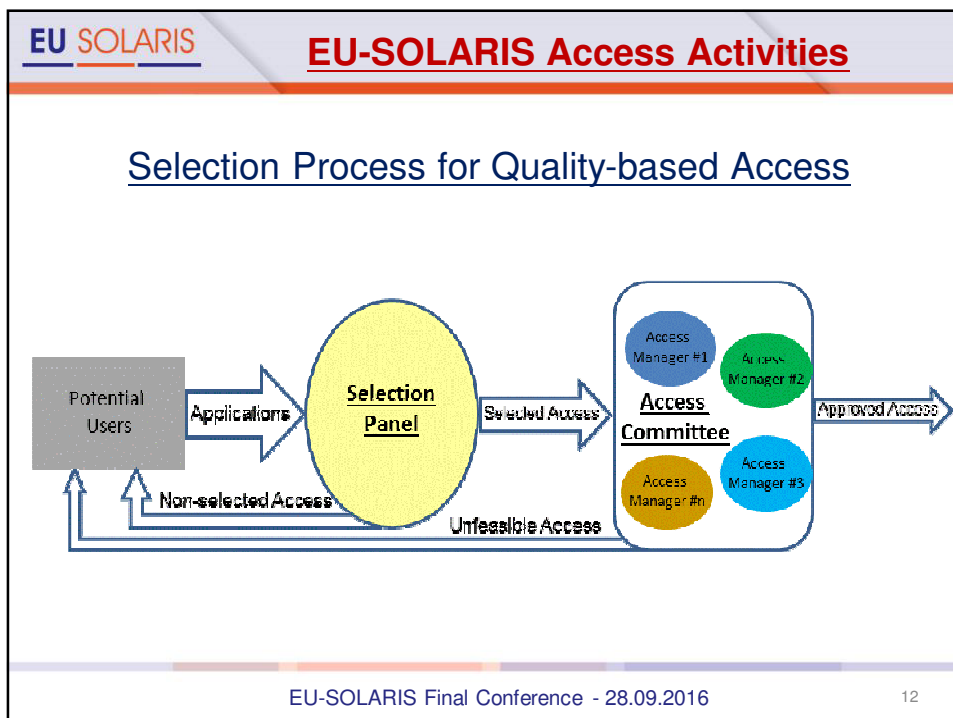 EU SOLARIS
EU-SOLARIS Access Activities
Selection Process for Quality-based Access
Potential
Users
Applications
Selection
Panel
Selected Access
Access
Manager #1
Access
Manager #2
Access
Committee
Access
Manager #n
Access
Manager #3
Approved Access
Non-selected Access
Unfeasible Access
EU-SOLARIS Final Conference - 28.09.2016
12